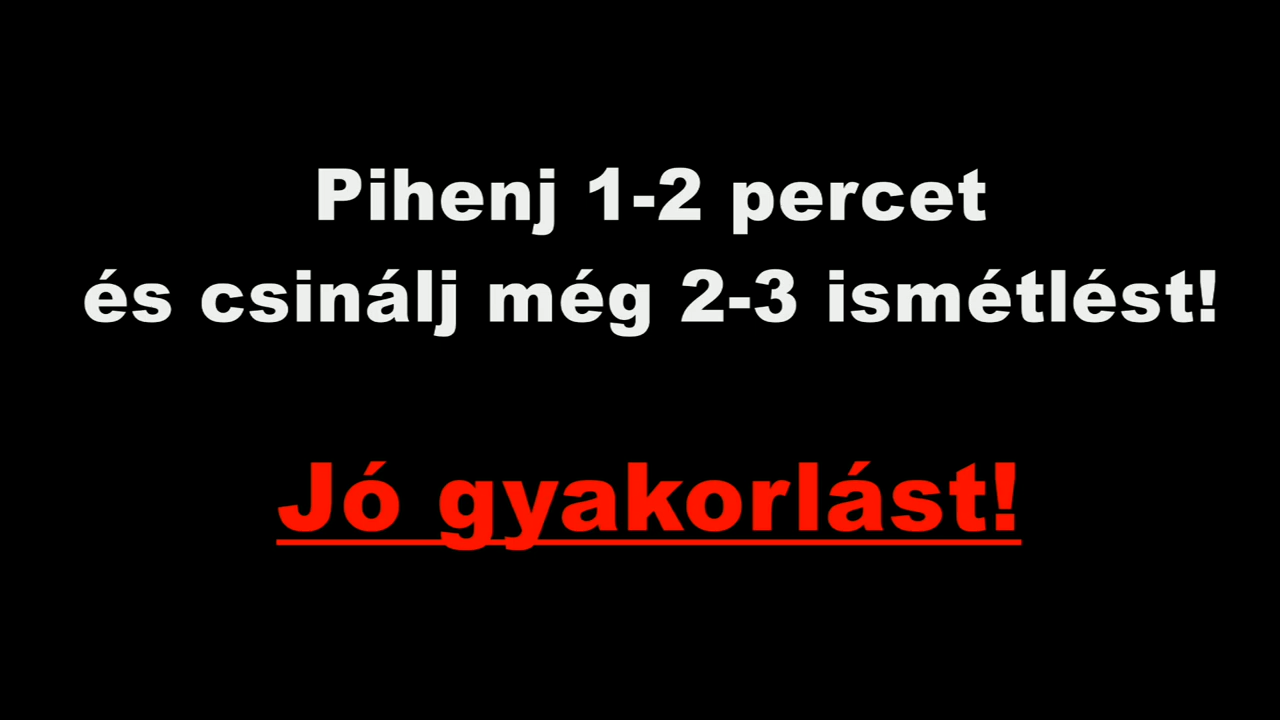 Pihenj 1-2 percet
és csinálj még 2-3 ismétlést!
Jó gyakorlást!